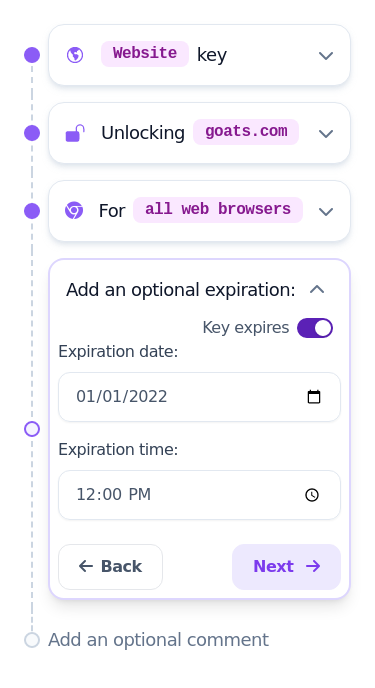 Website key
Unlocking goats.com
For all web browsers
Add an optional expiration:
Key expires
Expiration date:
01/01/2022
Expiration time:
12:00 PM
Back Next
Add an optional comment